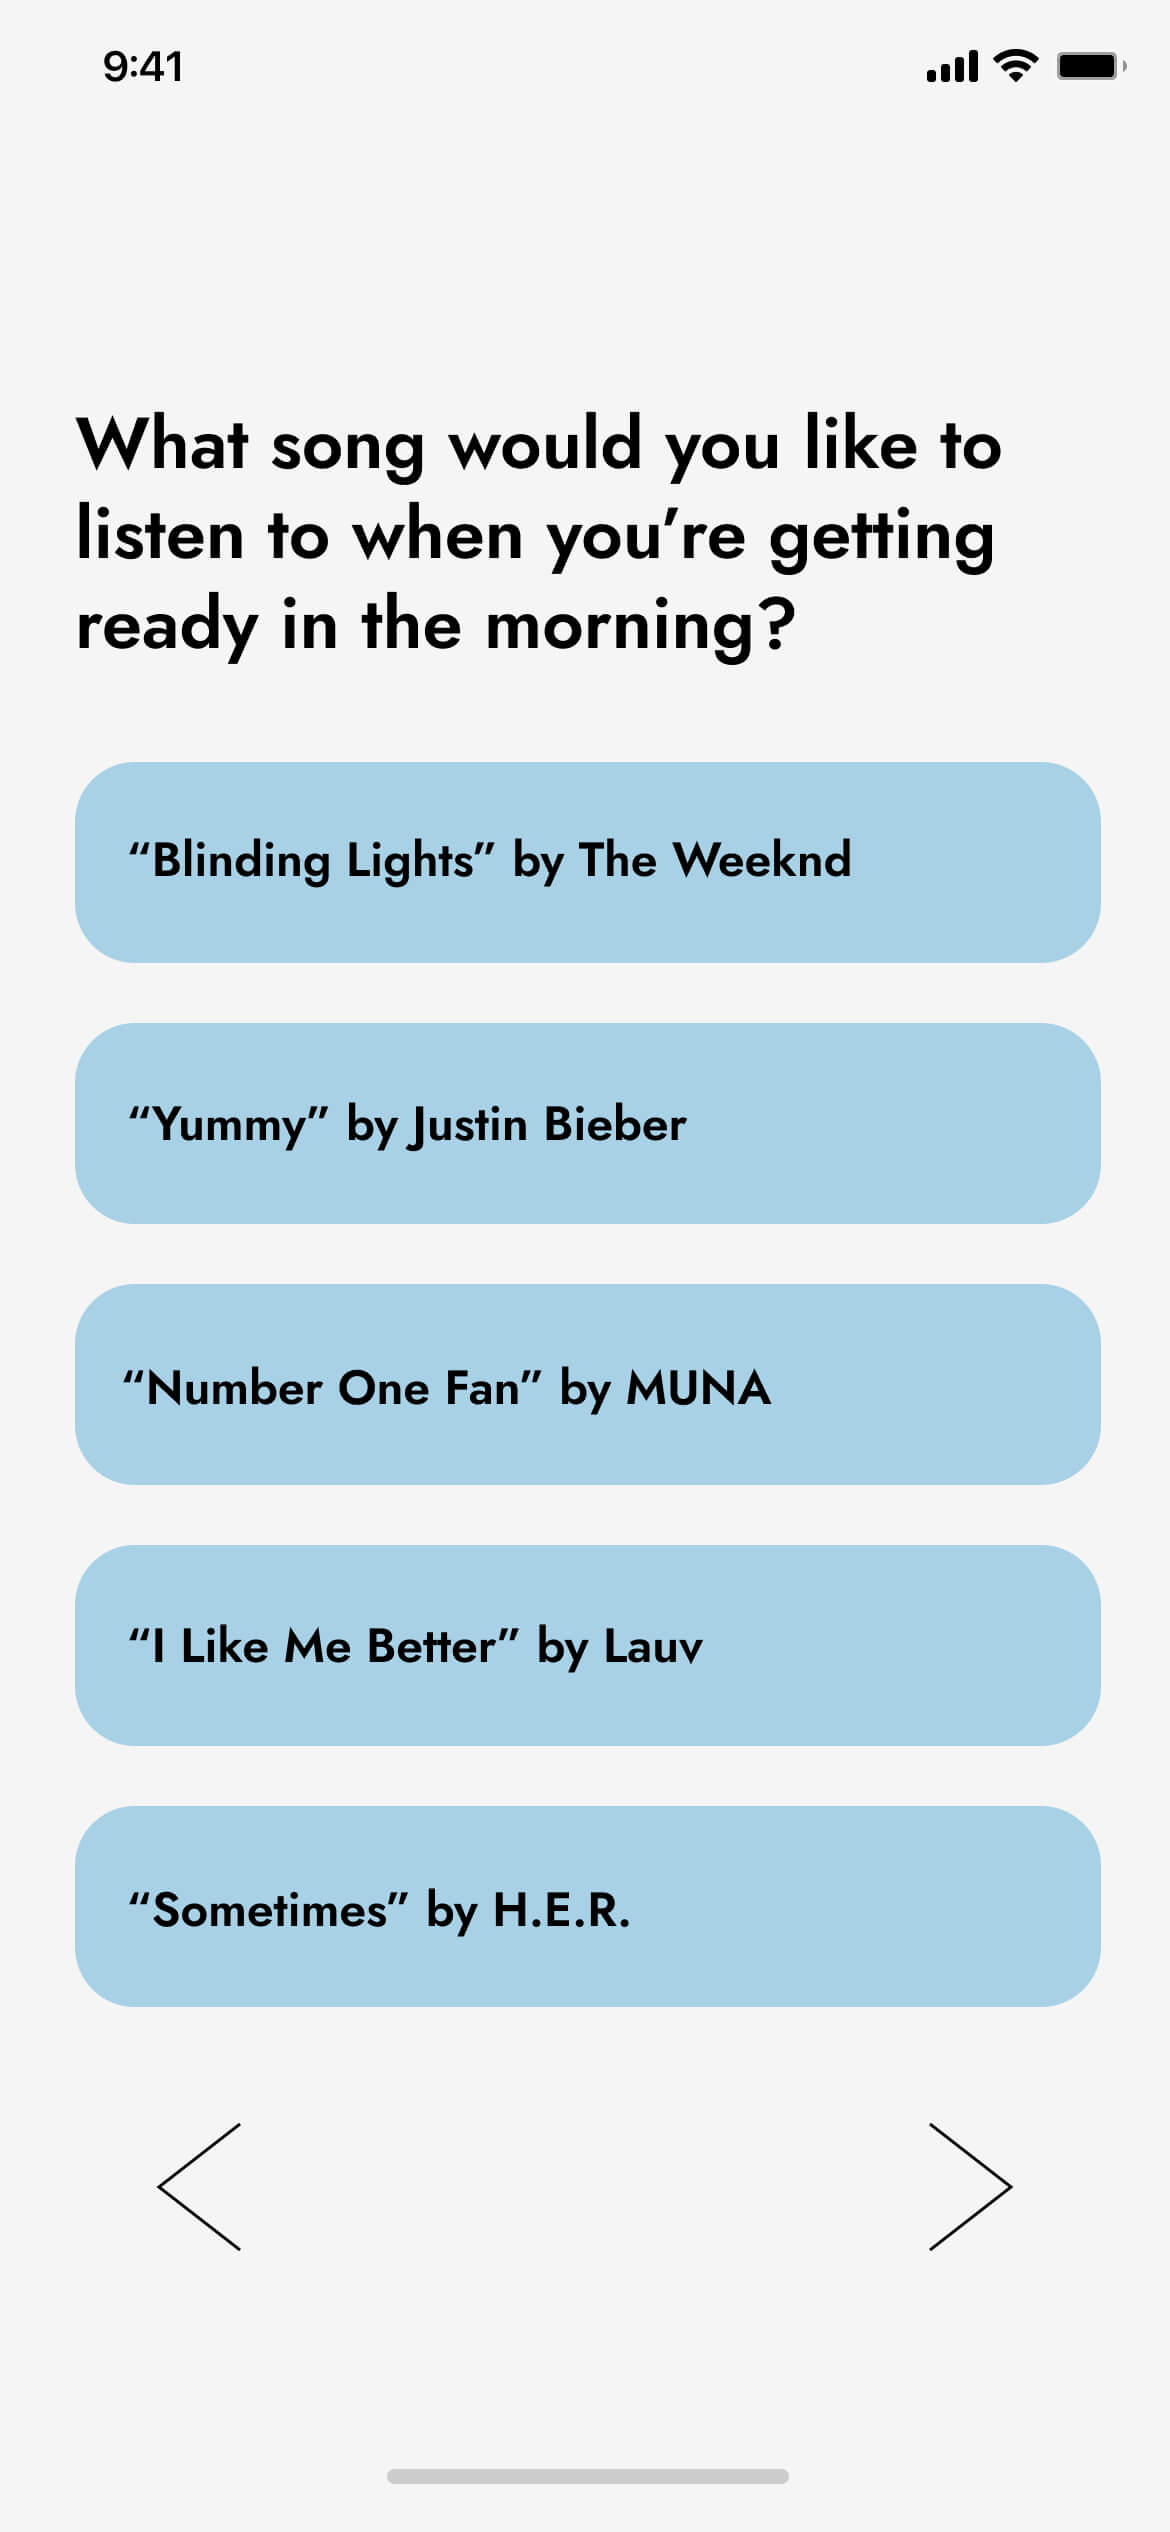 9:41
What song would you like to
listen to when you’re getting
ready in the morning?
“Blinding Lights” by The Weeknd
“Yummy” by Justin Bieber
“Number One Fan” by MUNA
“I Like Me Better” by Lauv
“Sometimes” by H.E.R.